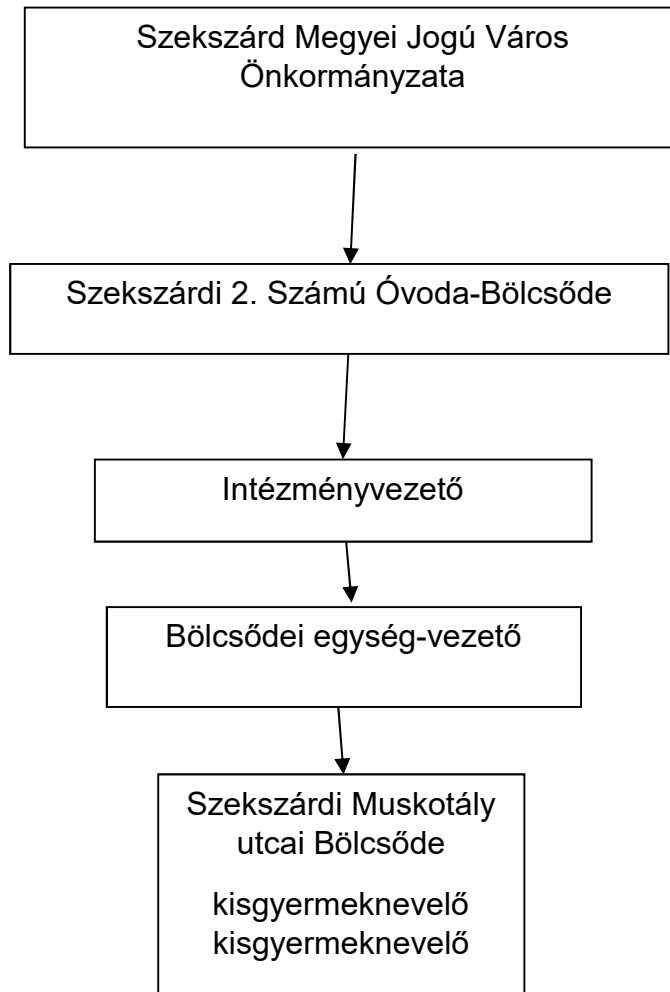 Szekszárd Megyei Jogú Város
Önkormányzata
Szekszárdi 2. Számú Óvoda-Bölcsőde
Intézményvezető
Bölcsődei egység-vezető
Szekszárdi Muskotály
utcai Bölcsőde
kisgyermeknevelő
kisgyermeknevelő